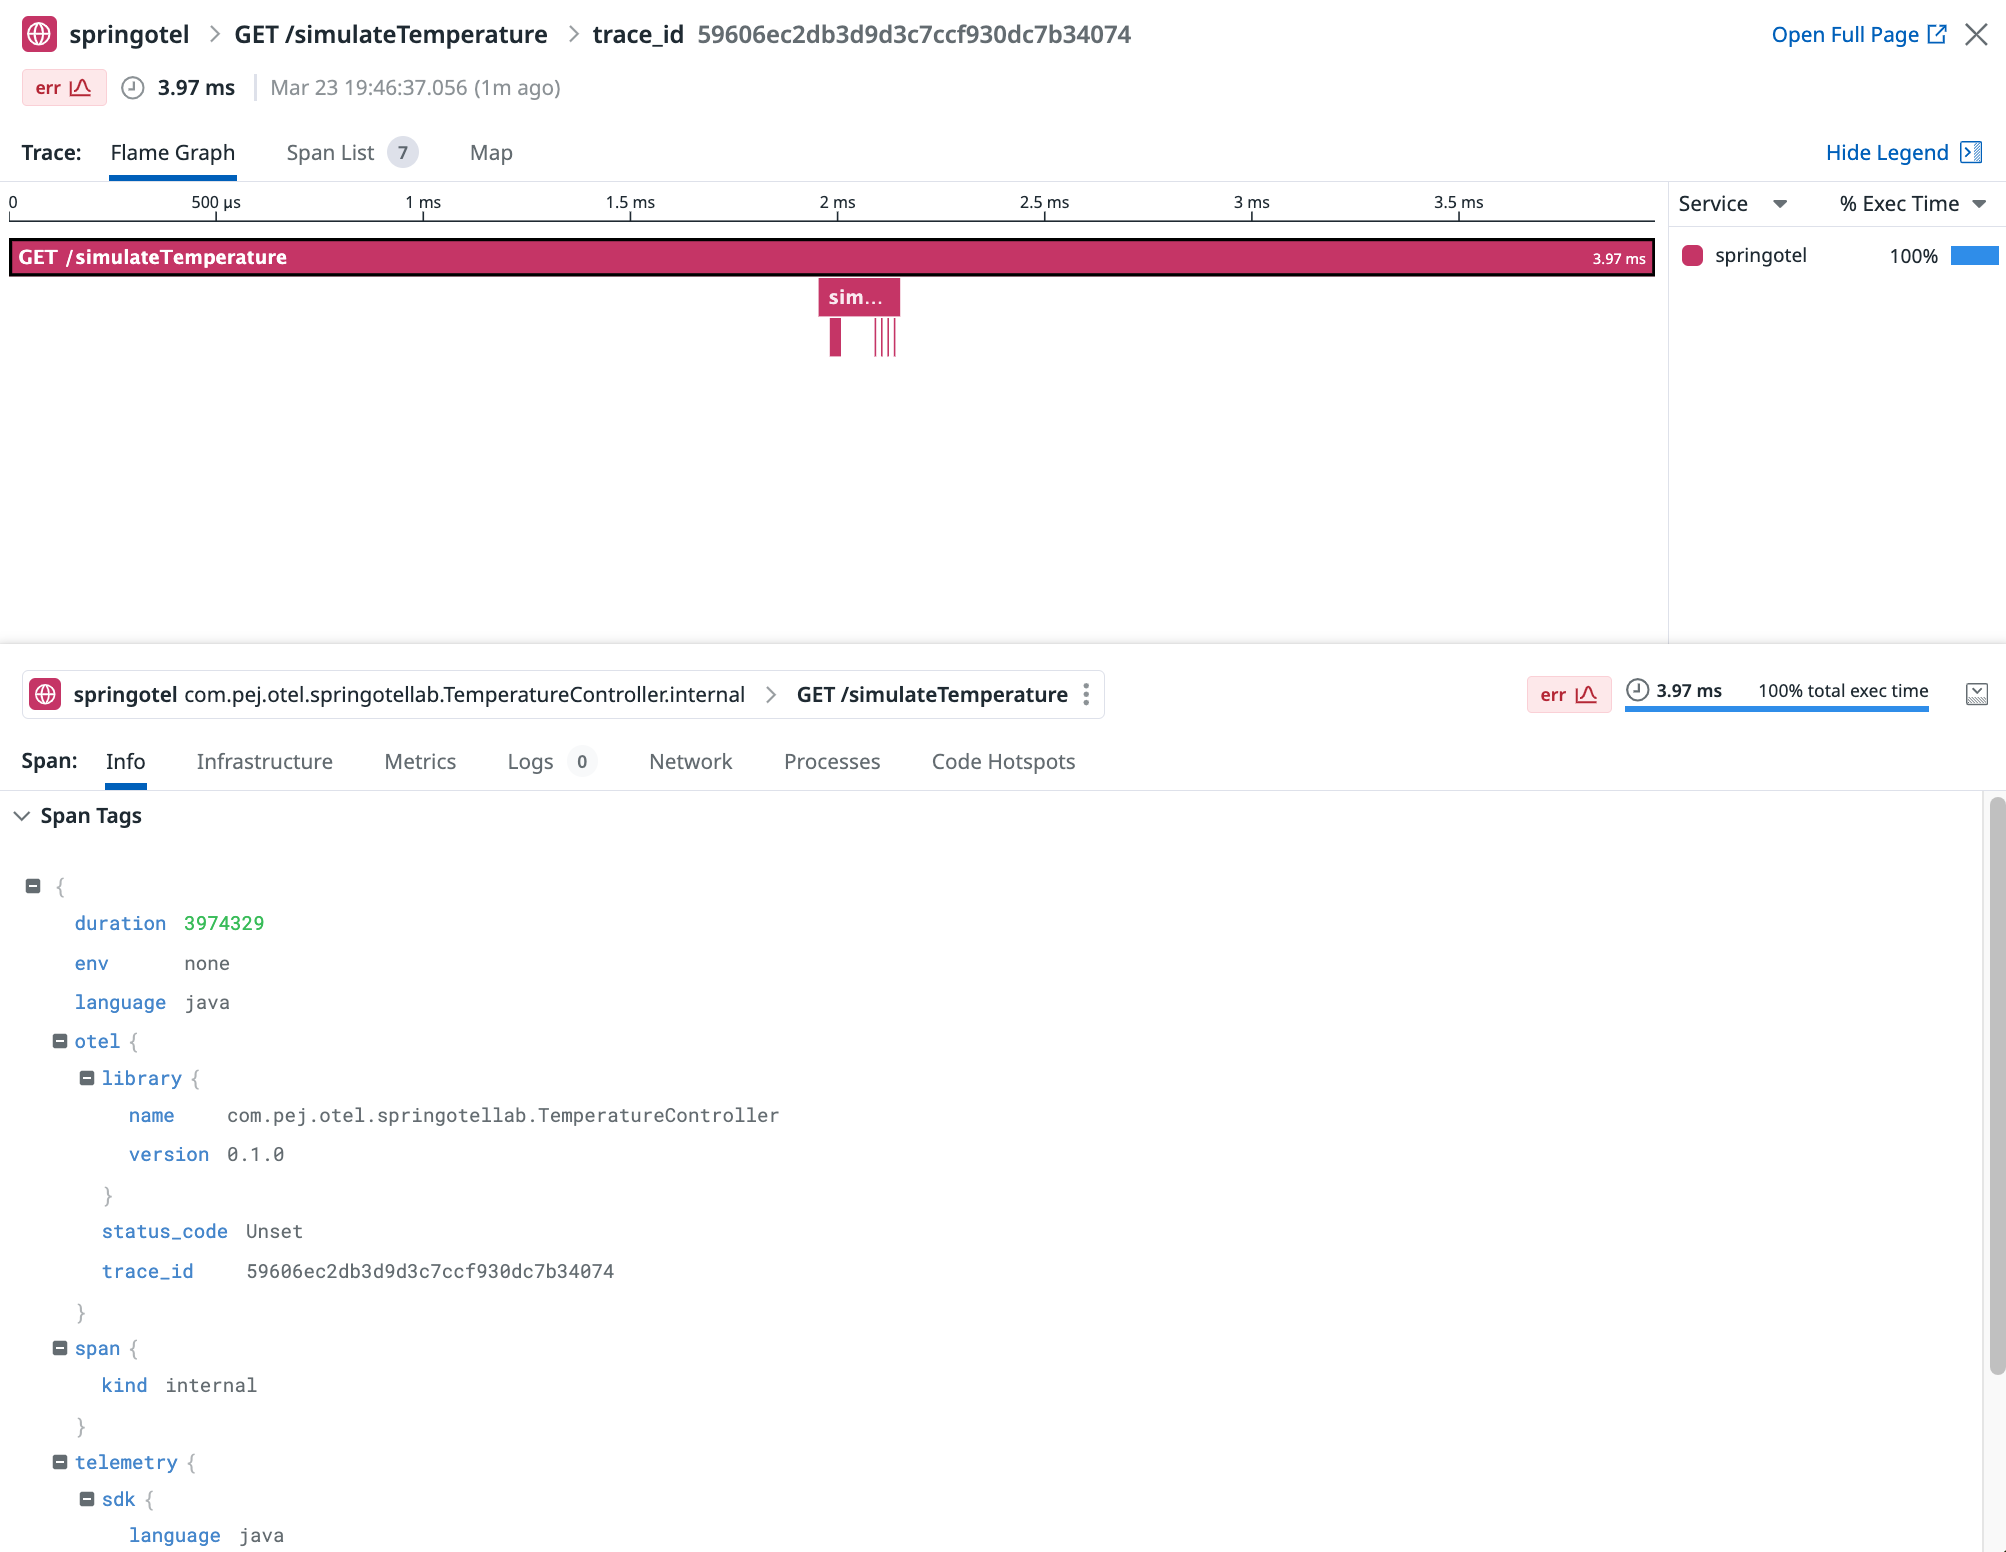 springotel > GET /simulateTemperature > trace_id 59606ec2db3d9d3c7ccf930dc7b34074 Open Full Page
err 3.97 ms Mar 23 19:46:37.056 (1m ago)
Trace: Flame Graph Span List 7 Map Hide Legend
0 500 µs 1 ms 1.5 ms 2 ms 2.5 ms 3 ms 3.5 ms Service % Exec Time
GET /simulateTemperature 3.97 ms springotel 100%
sim...
springotel com.pej.otel.springotellab.TemperatureController.internal > GET /simulateTemperature err 3.97 ms 100% total exec time
Span: Info Infrastructure Metrics Logs 0 Network Processes Code Hotspots
Span Tags
{
duration 3974329
env none
language java
otel {
library {
name com.pej.otel.springotellab.TemperatureController
version 0.1.0
}
status_code Unset
trace_id 59606ec2db3d9d3c7ccf930dc7b34074
}
span {
kind internal
}
telemetry {
sdk {
language java